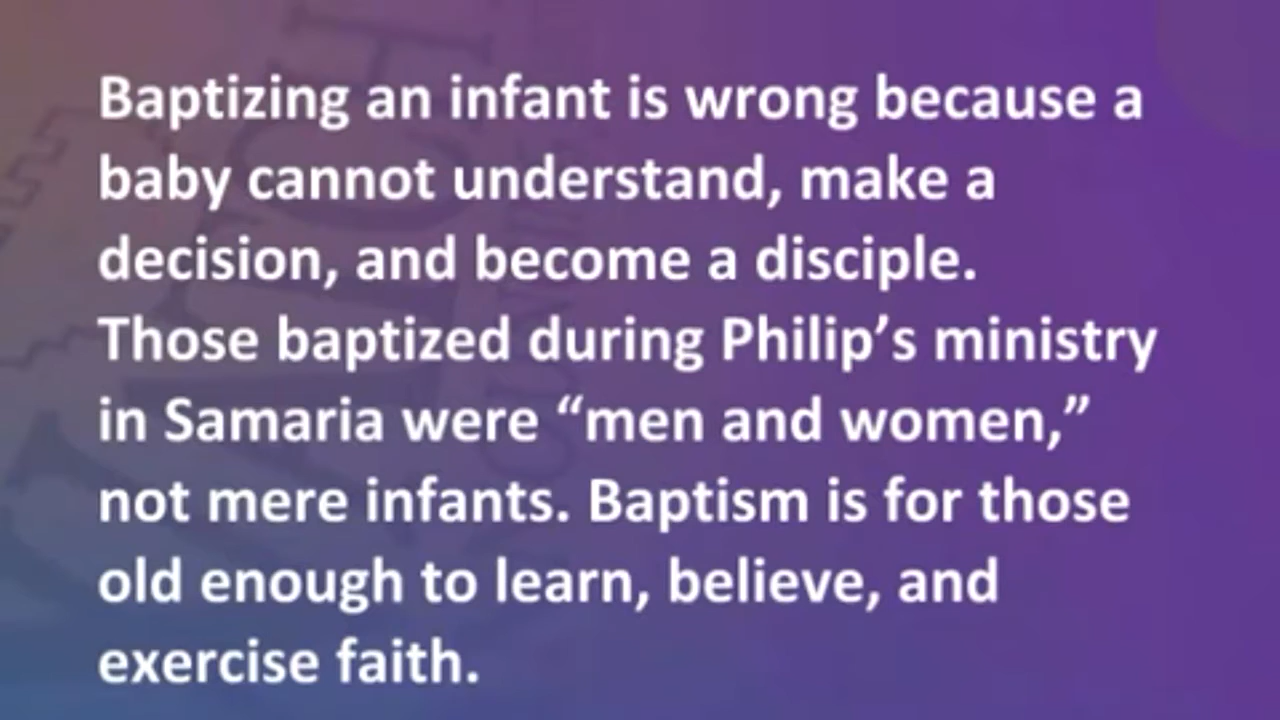 Baptizing an infant is wrong because a
baby cannot understand, make a
decision, and become a disciple.
Those baptized during Philip’s ministry
in Samaria were “men and women,”
not mere infants. Baptism is for those
old enough to learn, believe, and
exercise faith.